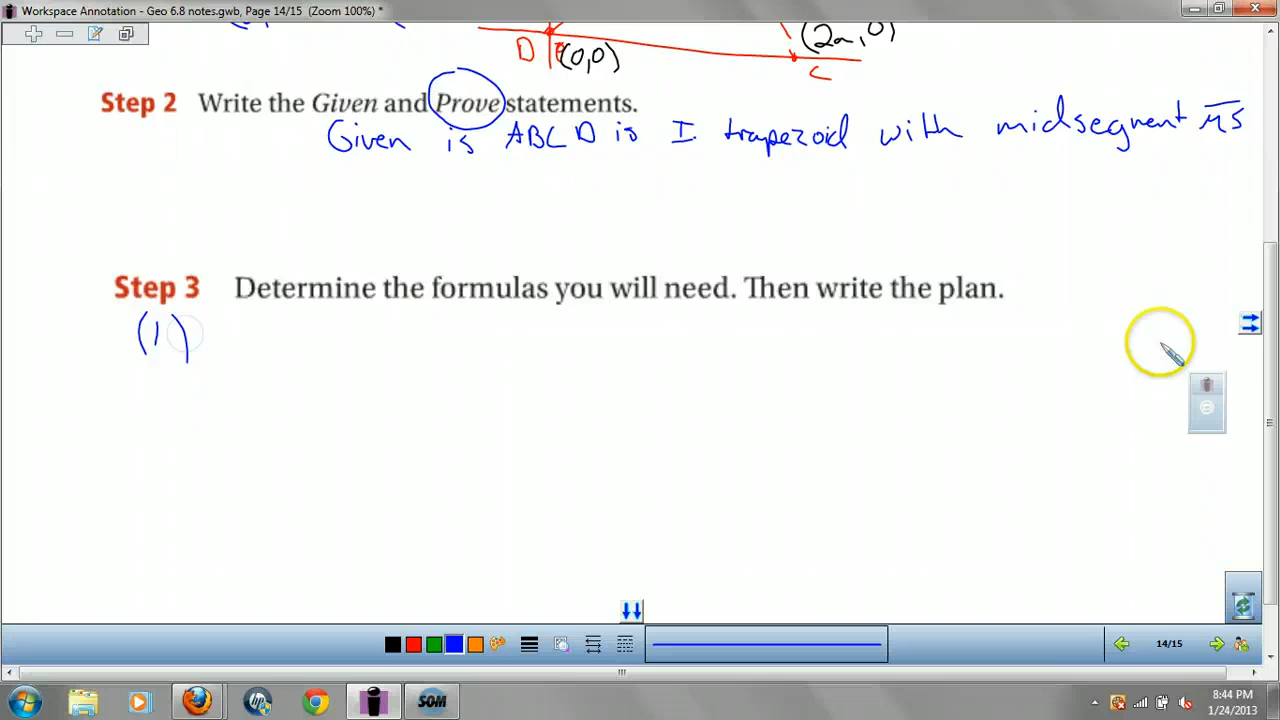 Workspace Annotation - Geo 6.8 notes.gwb, Page 14/15 (Zoom 100%) *
(2a, 0)
D (0,0)
C
Step 2 Write the Given and Prove statements.
Given is ABCD is I trapezoid with midsegment
Step 3 Determine the formulas you will need. Then write the plan.
(1)
14/15
SOM
8:44 PM
1/24/2013